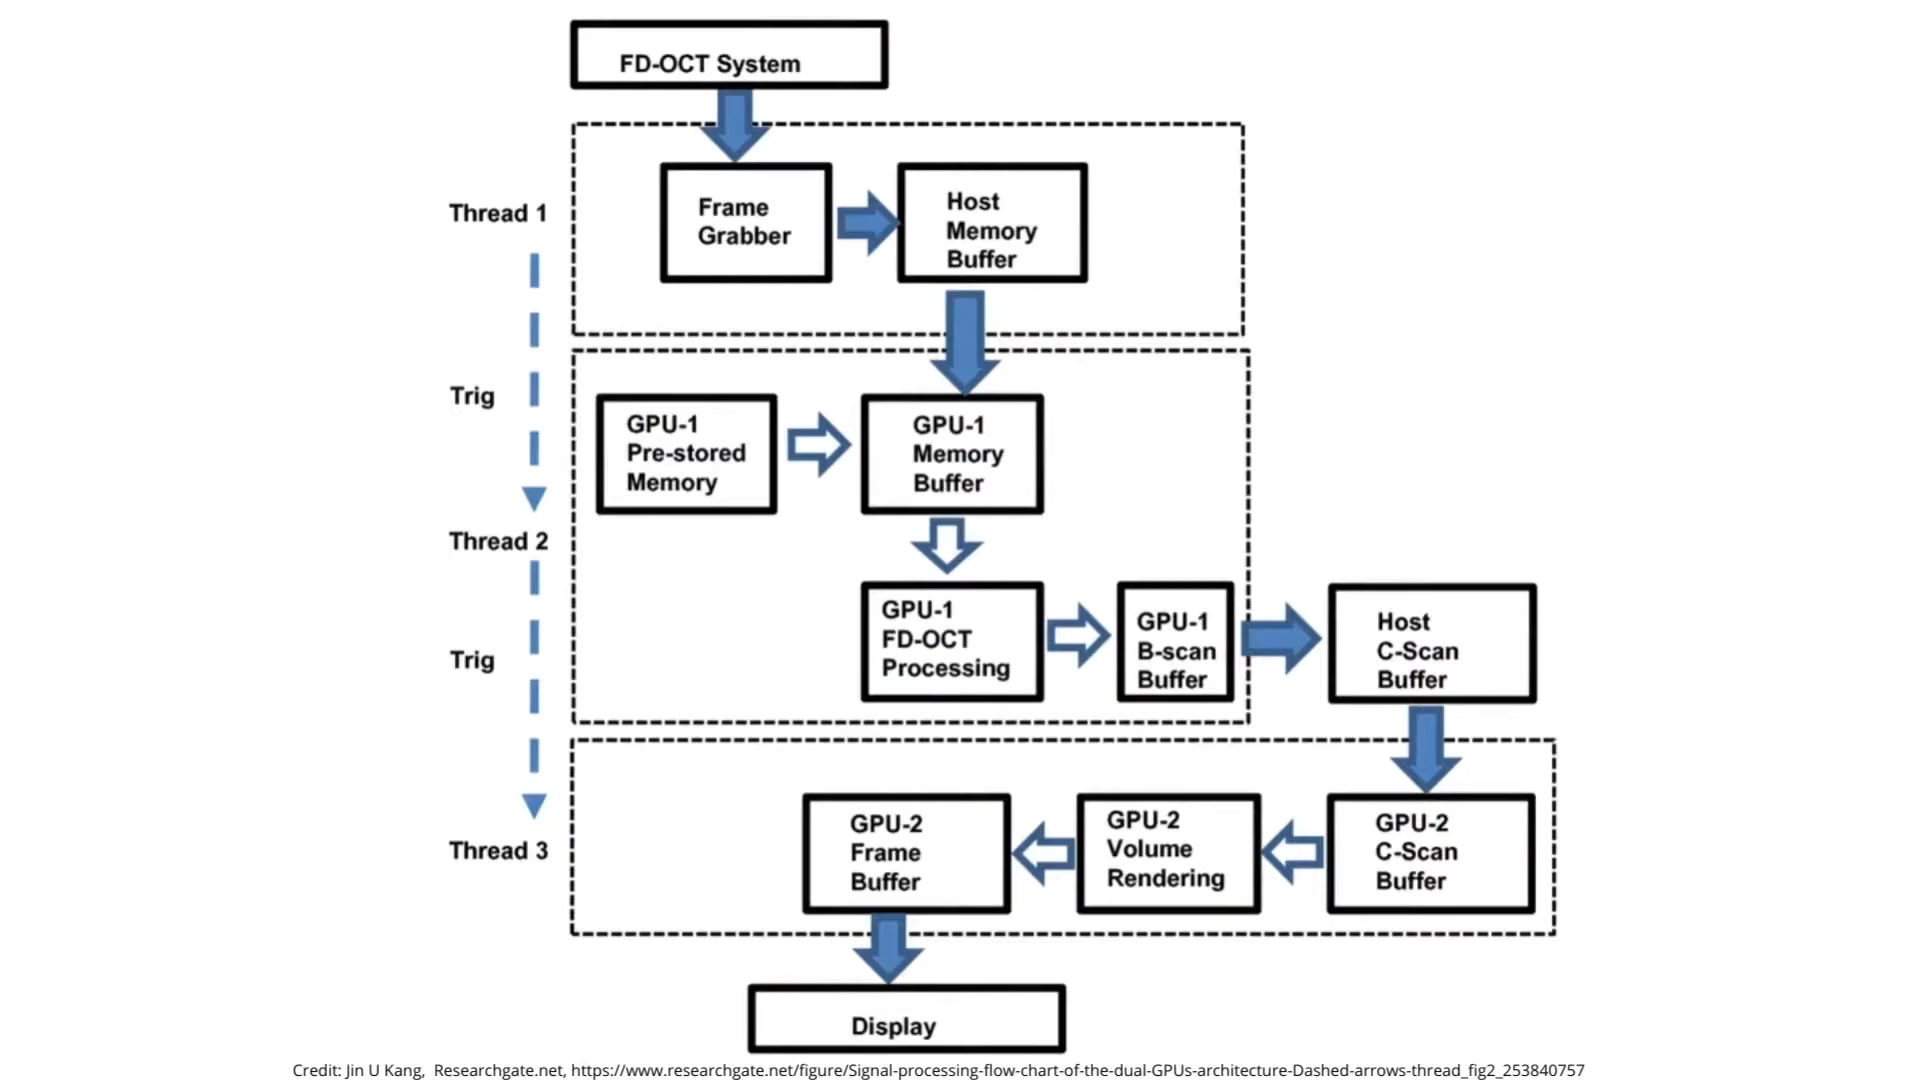 FD-OCT System
Thread 1
Frame
Grabber
Host
Memory
Buffer
Trig
GPU-1
Pre-stored
Memory
GPU-1
Memory
Buffer
Thread 2
GPU-1
FD-OCT
Processing
GPU-1
B-scan
Buffer
Host
C-Scan
Buffer
Trig
Thread 3
GPU-2
Frame
Buffer
GPU-2
Volume
Rendering
GPU-2
C-Scan
Buffer
Display
Credit: Jin U Kang, Researchgate.net, https://www.researchgate.net/figure/Signal-processing-flow-chart-of-the-dual-GPUs-architecture-Dashed-arrows-thread_fig2_253840757